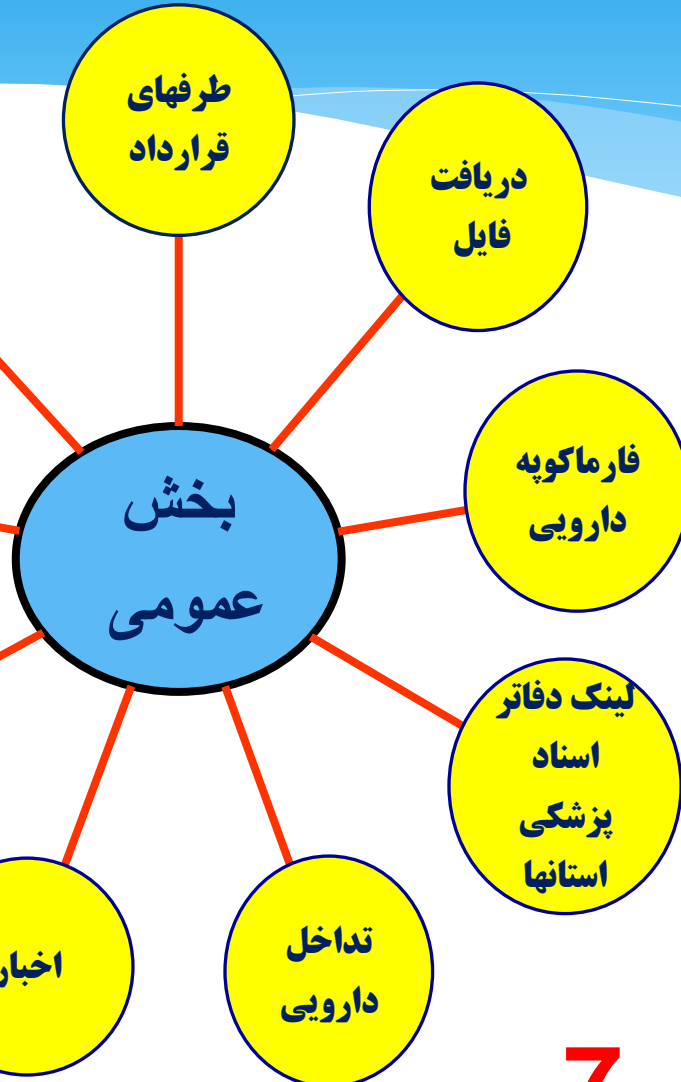 طرفهای
قرارداد
دریافت
فایل
فارماکوپه
دارویی
بخش
عمومی
لینک دفاتر
اسناد
پزشکی
استانها
تداخل
دارویی
اخبار
7